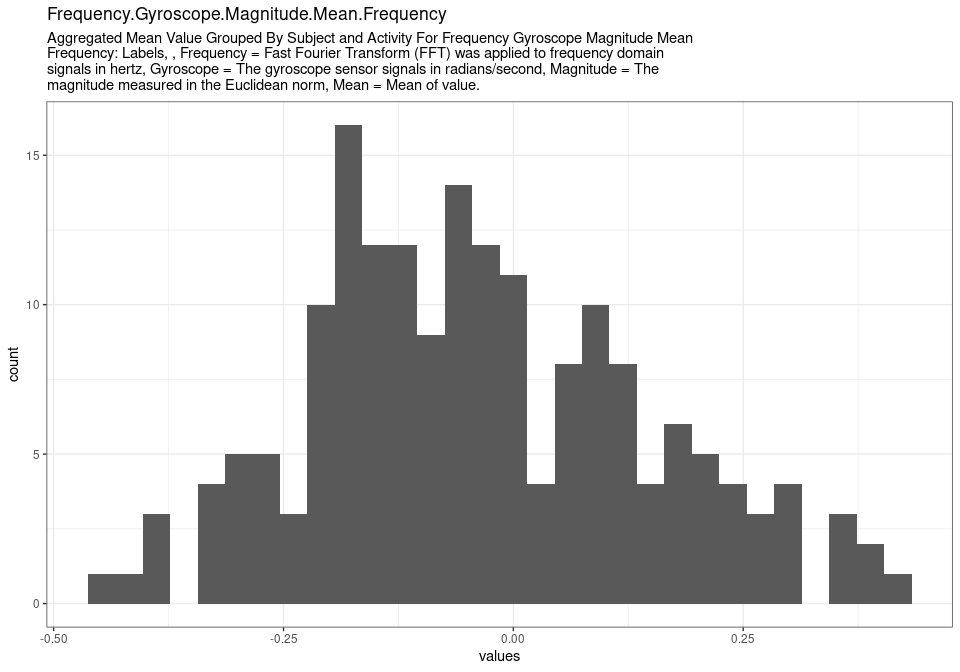 Frequency.Gyroscope.Magnitude.Mean.Frequency
Aggregated Mean Value Grouped By Subject and Activity For Frequency Gyroscope Magnitude Mean
Frequency: Labels, , Frequency = Fast Fourier Transform (FFT) was applied to frequency domain
signals in hertz, Gyroscope = The gyroscope sensor signals in radians/second, Magnitude = The
magnitude measured in the Euclidean norm, Mean = Mean of value.
15
10
5
0
count
-0.50
-0.25
0.00
0.25
values